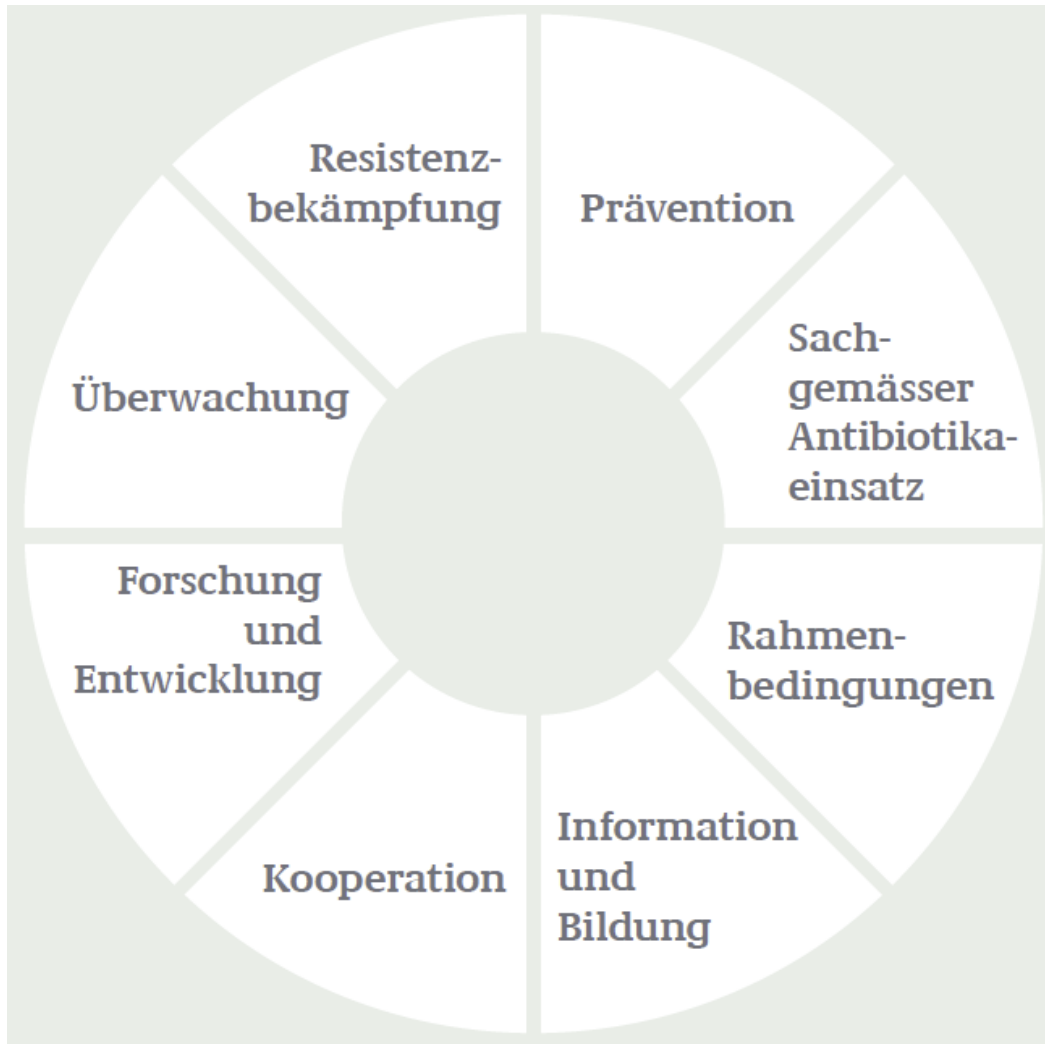 Resistenz-
bekämpfung
Prävention
Sach-
gemässer
Antibiotika-
einsatz
Rahmen-
bedingungen
Information
und
Bildung
Kooperation
Forschung
und
Entwicklung
Überwachung